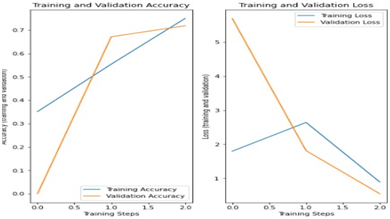 Training and Validation Accuracy
Accuracy (training and validation)
0.7
0.6
0.5
0.4
0.3
0.2
0.1
0.0
0.0 0.5 1.0 1.5 2.0
Training Steps
Training Accuracy
Validation Accuracy
Training and Validation Loss
Loss (training and validation)
5
4
3
2
1
0.0 0.5 1.0 1.5 2.0
Training Steps
Training Loss
Validation Loss